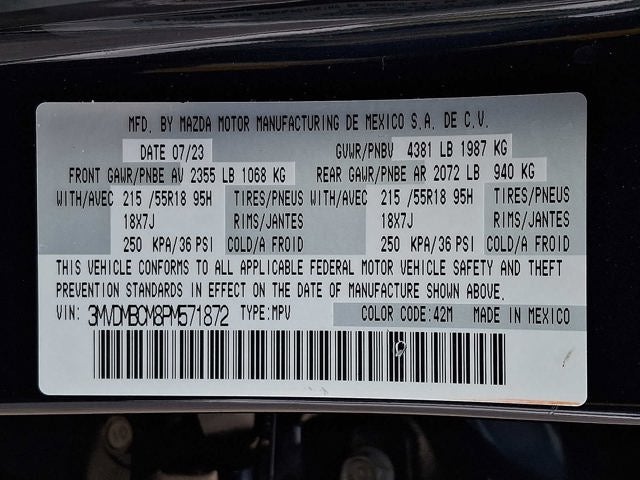 MFD. BY MAZDA MOTOR MANUFACTURING DE MEXICO S.A. DE C.V.
DATE 07/23 GVWR/PNBV 4381 LB 1987 KG
FRONT GAWR/PNBE AV 2355 LB 1068 KG REAR GAWR/PNBE AR 2072 LB 940 KG
WITH/AVEC 215 /55R18 95H TIRES/PNEUS WITH/AVEC 215 /55R18 95H TIRES/PNEUS
18X7J RIMS/JANTES 18X7J RIMS/JANTES
250 KPA/36 PSI COLD/A FROID 250 KPA/36 PSI COLD/A FROID
THIS VEHICLE CONFORMS TO ALL APPLICABLE FEDERAL MOTOR VEHICLE SAFETY AND THEFT
PREVENTION STANDARDS IN EFFECT ON THE DATE OF MANUFACTURE SHOWN ABOVE.
VIN: 3MVDMBCM8PM571872 TYPE:MPV COLOR CODE:42M MADE IN MEXICO